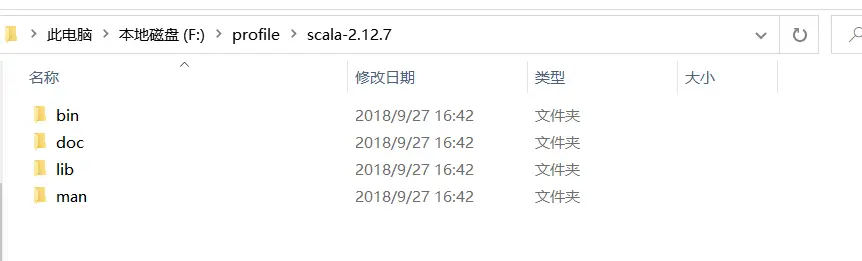 此电脑 > 本地磁盘 (F:) > profile > scala-2.12.7
名称 修改日期 类型 大小
bin 2018/9/27 16:42 文件夹
doc 2018/9/27 16:42 文件夹
lib 2018/9/27 16:42 文件夹
man 2018/9/27 16:42 文件夹